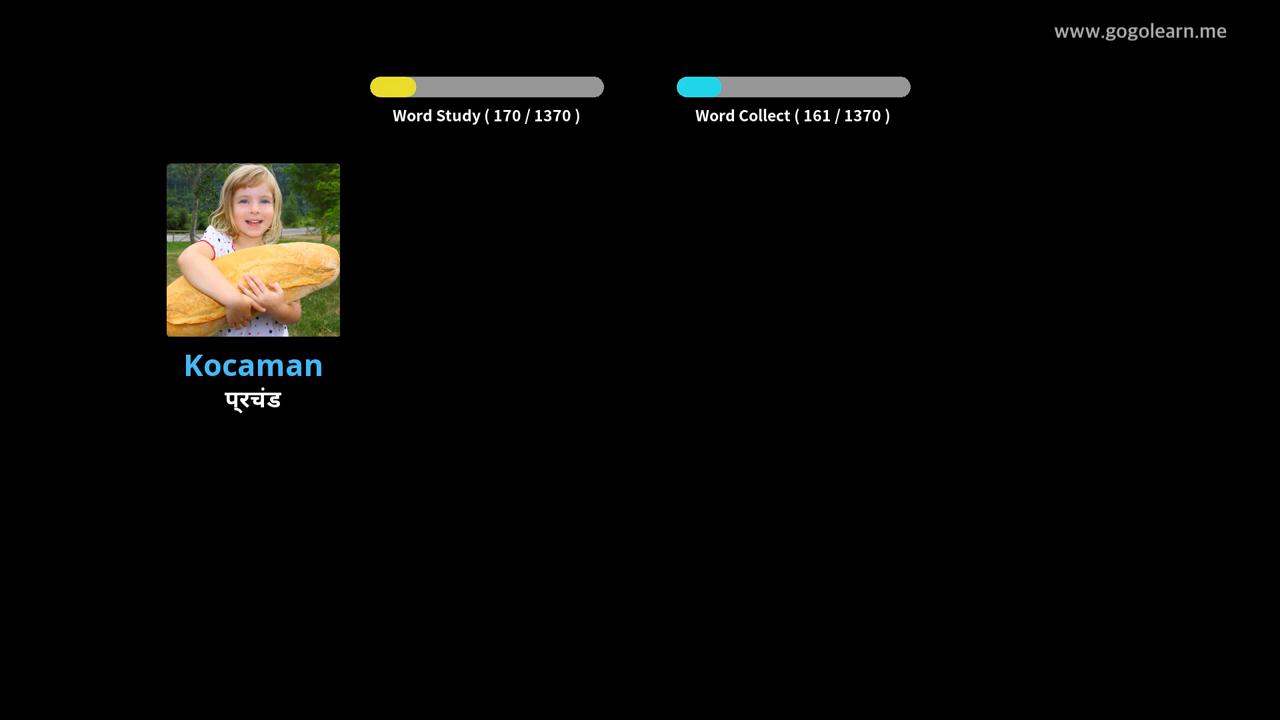 www.gogolearn.me
Word Study ( 170 / 1370 )
Word Collect ( 161 / 1370 )
Kocaman
प्रचंड